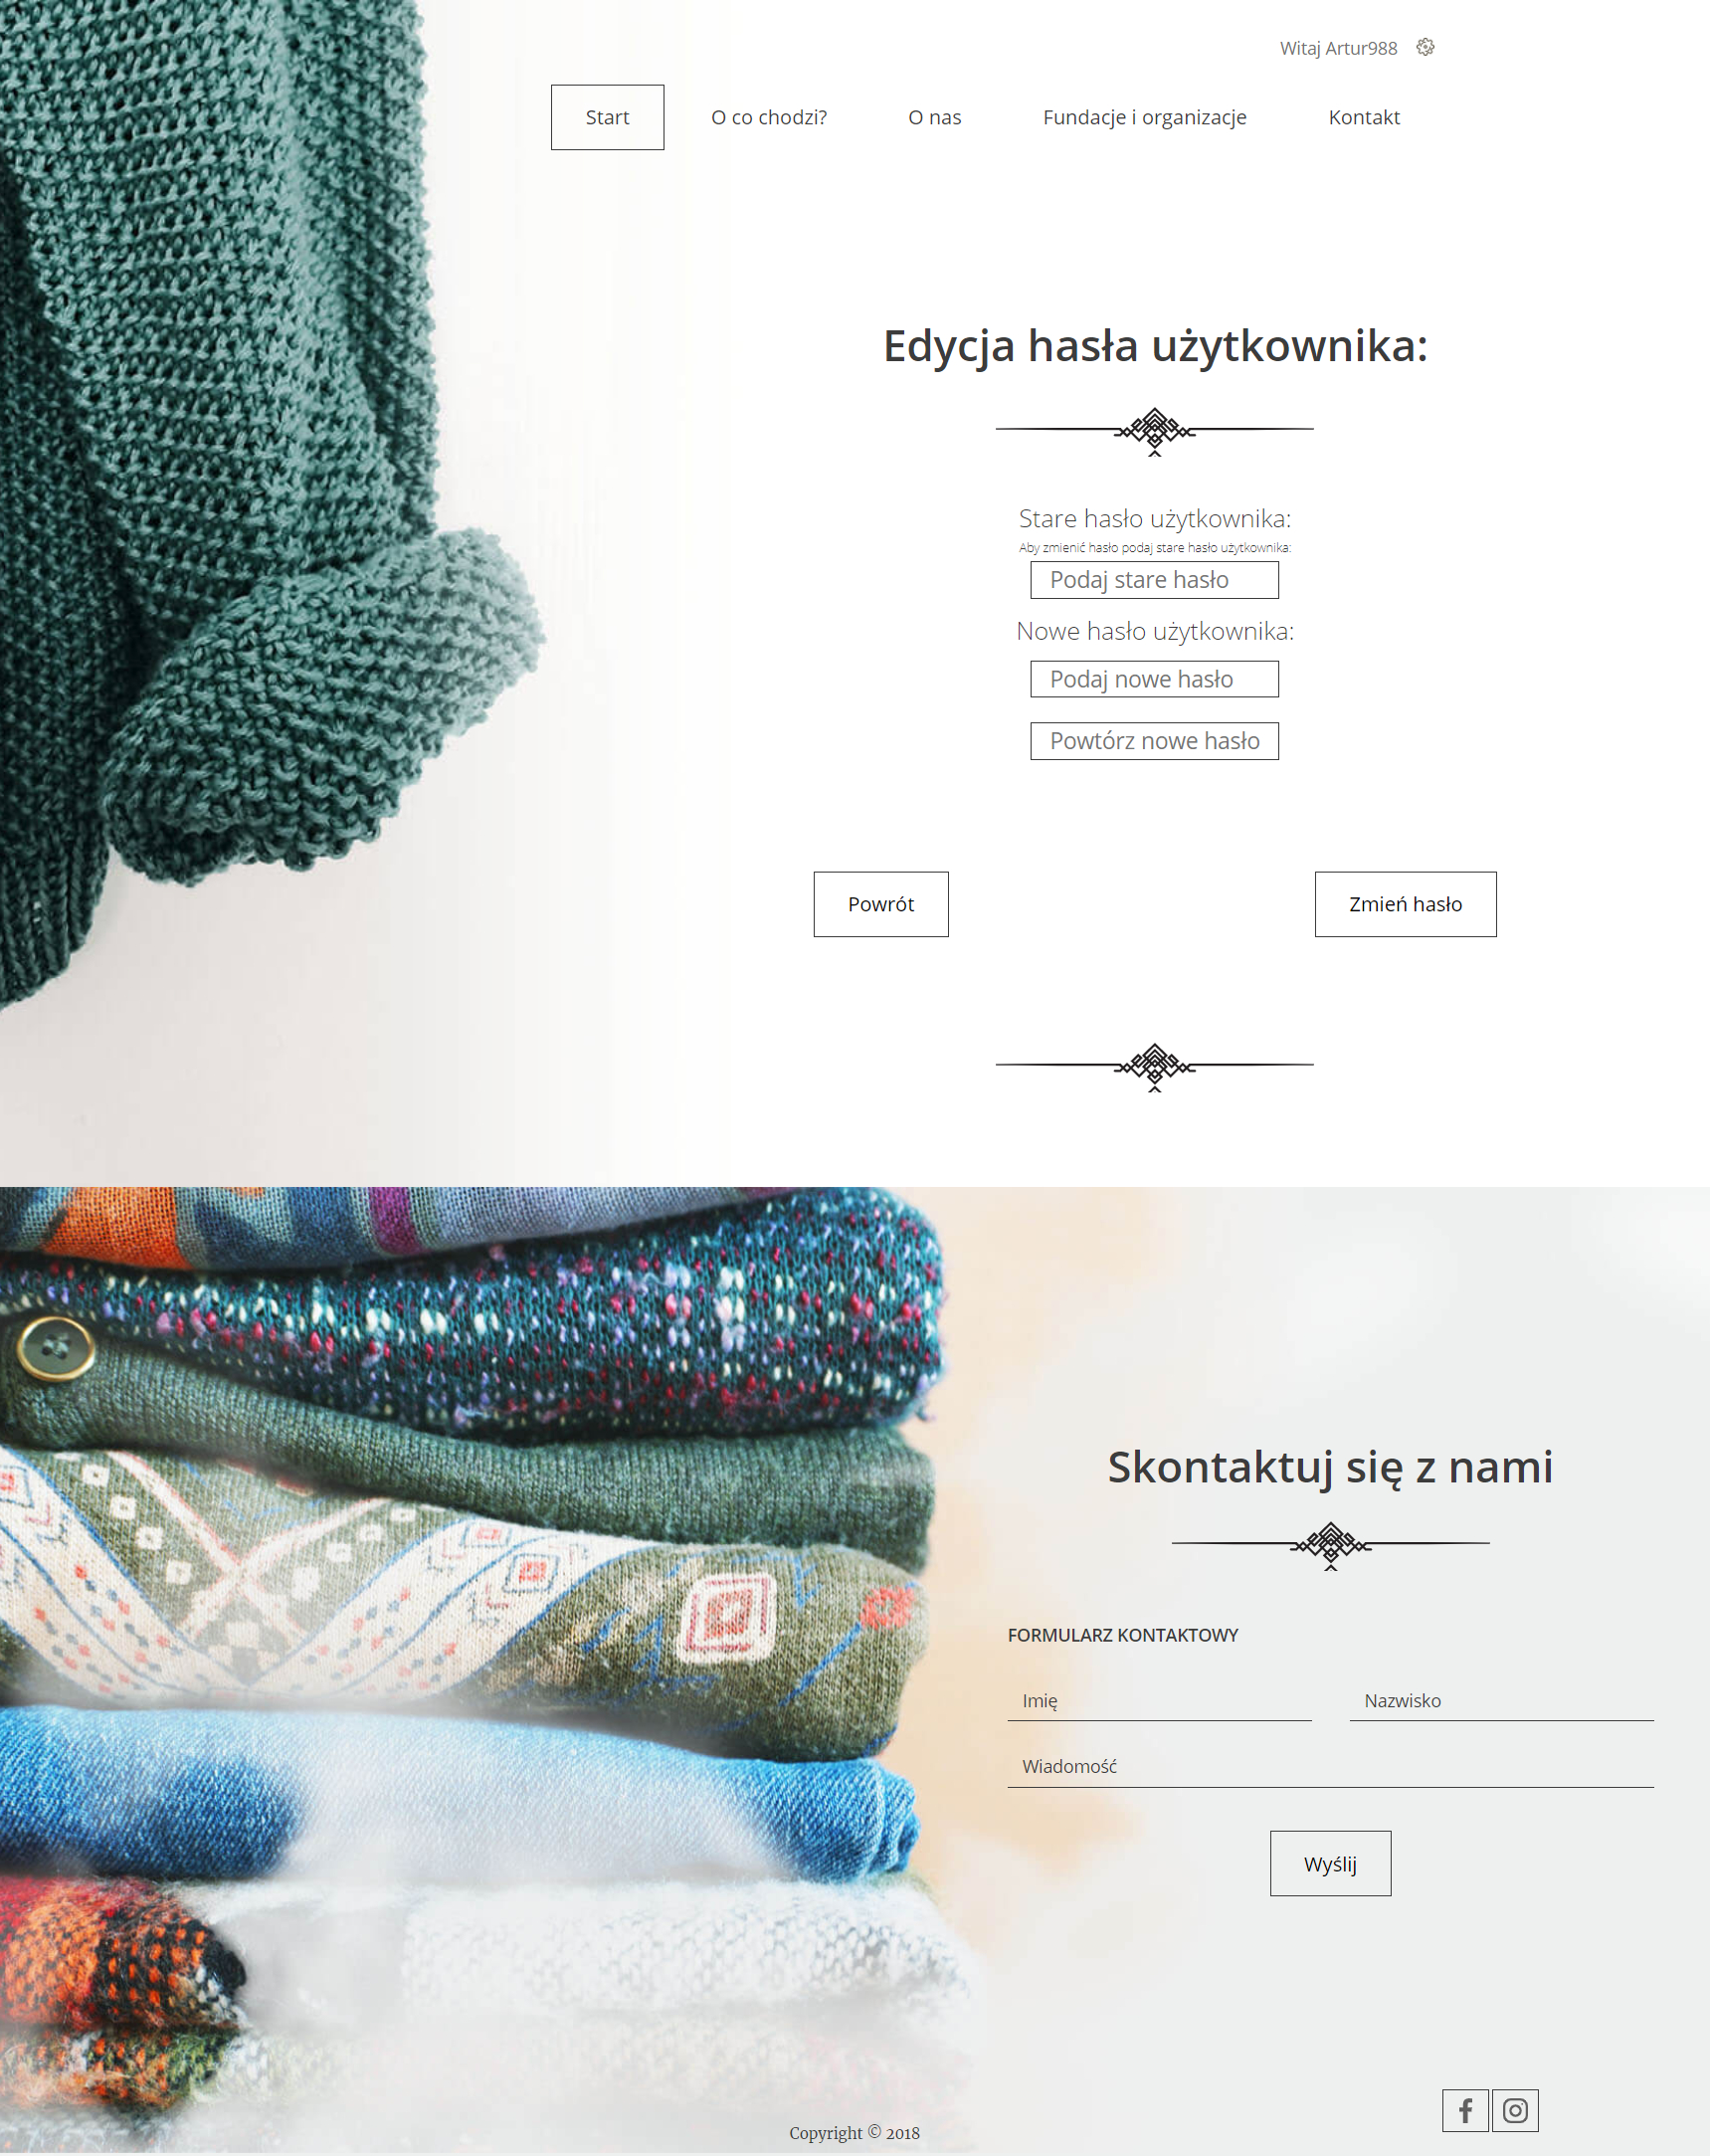 Witaj Artur988
Start
O co chodzi?
O nas
Fundacje i organizacje
Kontakt
Edycja hasła użytkownika:
Stare hasło użytkownika:
Aby zmienić hasło podaj stare hasło użytkownika:
Podaj stare hasło
Nowe hasło użytkownika:
Podaj nowe hasło
Powtórz nowe hasło
Powrót
Zmień hasło
Skontaktuj się z nami
FORMULARZ KONTAKTOWY
Imię
Nazwisko
Wiadomość
Wyślij
Copyright © 2018